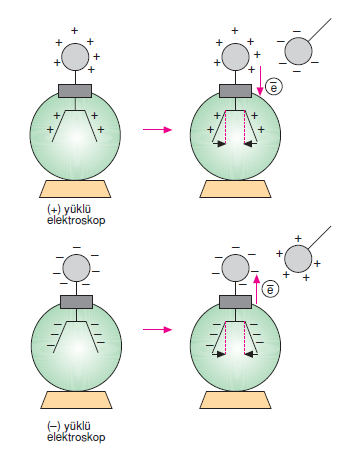 + + + + + +
+ + + +
+ + + + + +
+ + + +
– – – –
e̅
(+) yüklü
elektroskop
– – – – – – –
– – – – – –
– – – – – –
– – – – – –
+ + + + +
e̅
(–) yüklü
elektroskop